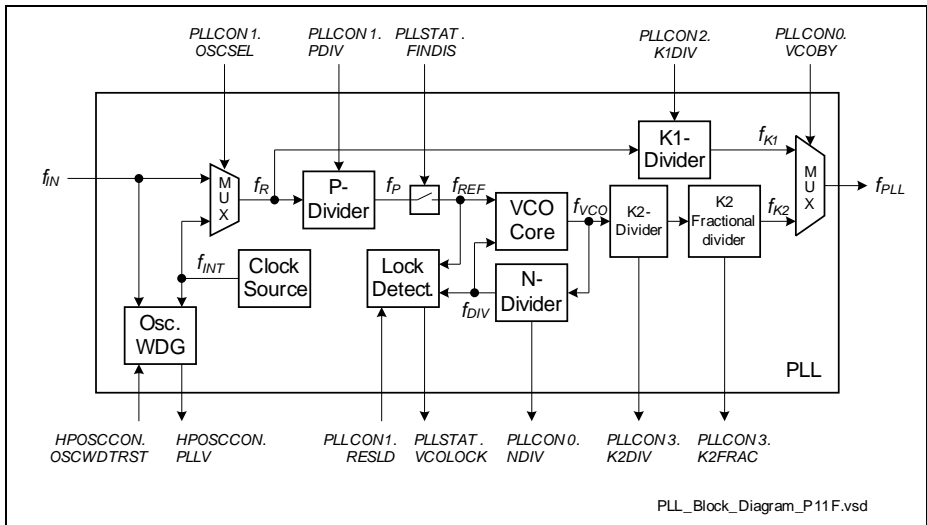 PLLCON1.
OSCSEL
PLLCON1.
PDIV
PLLSTAT.
FINDIS
PLLCON2.
K1DIV
PLLCON0.
VCOBY
fIN
MUX
fR
P-
Divider
fP
fREF
VCO
Core
fVCO
K1-
Divider
fK1
K2-
Divider
K2
Fractional
divider
fK2
MUX
fPLL
fINT
Clock
Source
Lock
Detect.
fDIV
N-
Divider
Osc.
WDG
PLL
HPOSCCON.
OSCWDTRST
HPOSCCON.
PLLV
PLLCON1.
RESLD
PLLSTAT.
VCOLOCK
PLLCON0.
NDIV
PLLCON3.
K2DIV
PLLCON3.
K2FRAC
PLL_Block_Diagram_P11F.vsd